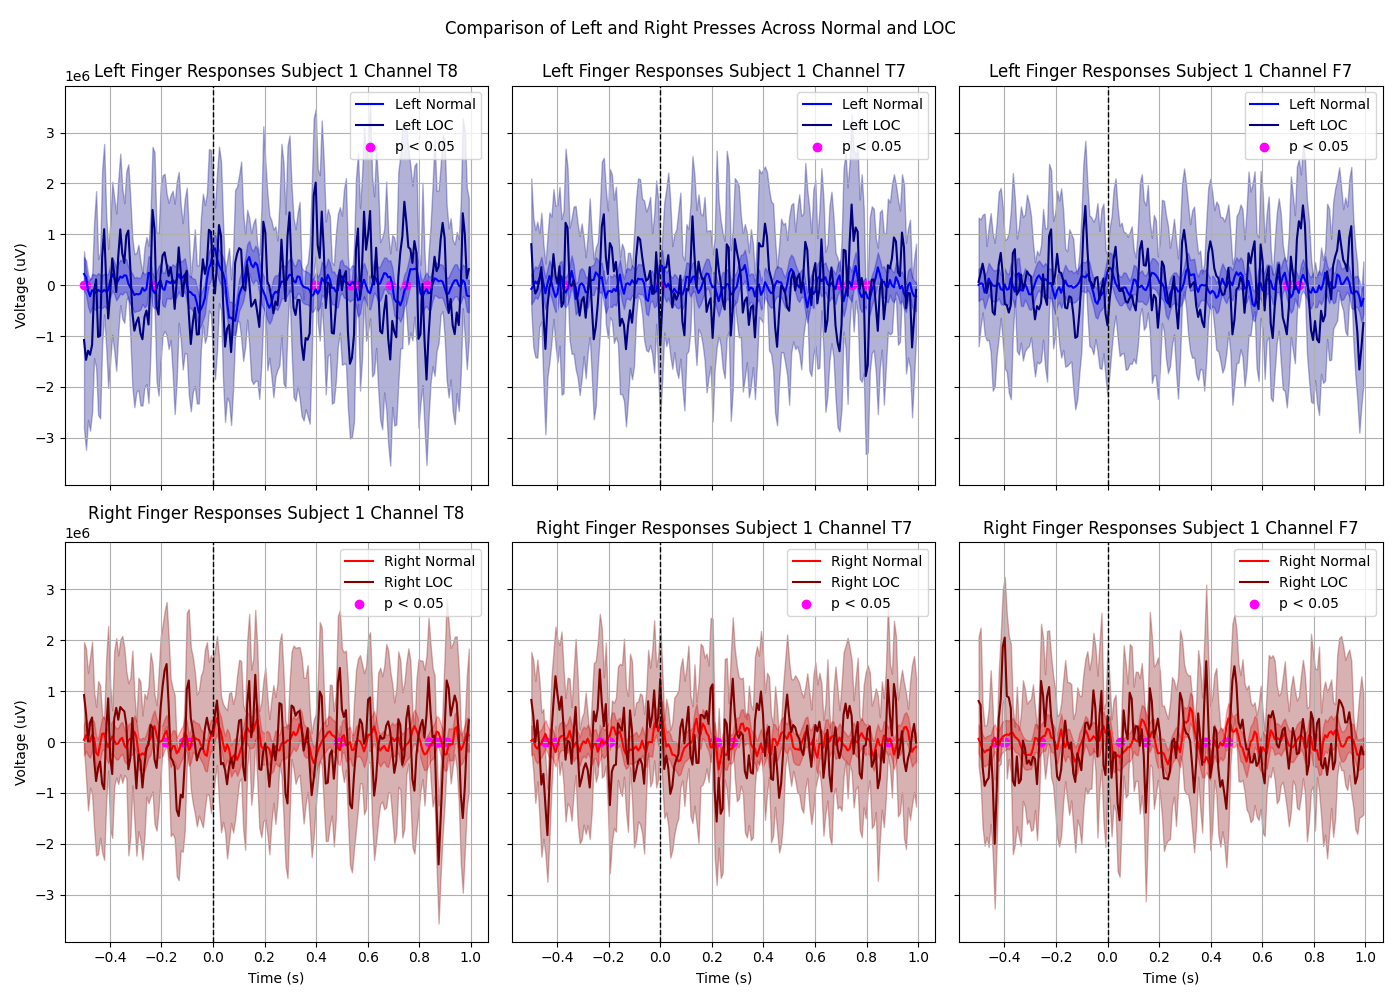 Comparison of Left and Right Presses Across Normal and LOC
1e6
Left Finger Responses Subject 1 Channel T8
Left Finger Responses Subject 1 Channel T7
Left Finger Responses Subject 1 Channel F7
Left Normal
Left LOC
p < 0.05
Left Normal
Left LOC
p < 0.05
Left Normal
Left LOC
p < 0.05
3
2
1
0
−1
−2
−3
Voltage (uV)
1e6
Right Finger Responses Subject 1 Channel T8
Right Finger Responses Subject 1 Channel T7
Right Finger Responses Subject 1 Channel F7
Right Normal
Right LOC
p < 0.05
Right Normal
Right LOC
p < 0.05
Right Normal
Right LOC
p < 0.05
3
2
1
0
−1
−2
−3
Voltage (uV)
−0.4 −0.2 0.0 0.2 0.4 0.6 0.8 1.0
−0.4 −0.2 0.0 0.2 0.4 0.6 0.8 1.0
−0.4 −0.2 0.0 0.2 0.4 0.6 0.8 1.0
Time (s)
Time (s)
Time (s)